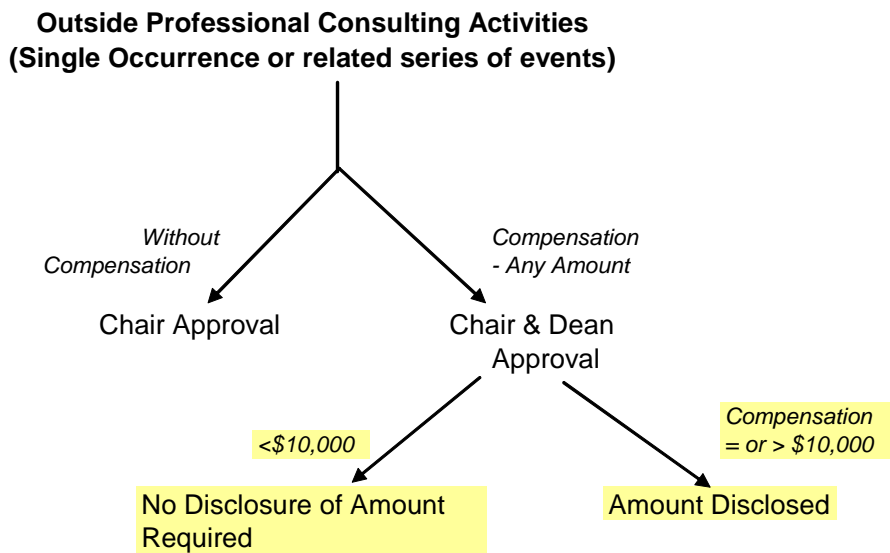 Outside Professional Consulting Activities
(Single Occurrence or related series of events)
Without
Compensation
Compensation
- Any Amount
Chair Approval
Chair & Dean
Approval
<$10,000
Compensation
= or > $10,000
No Disclosure of Amount
Required
Amount Disclosed